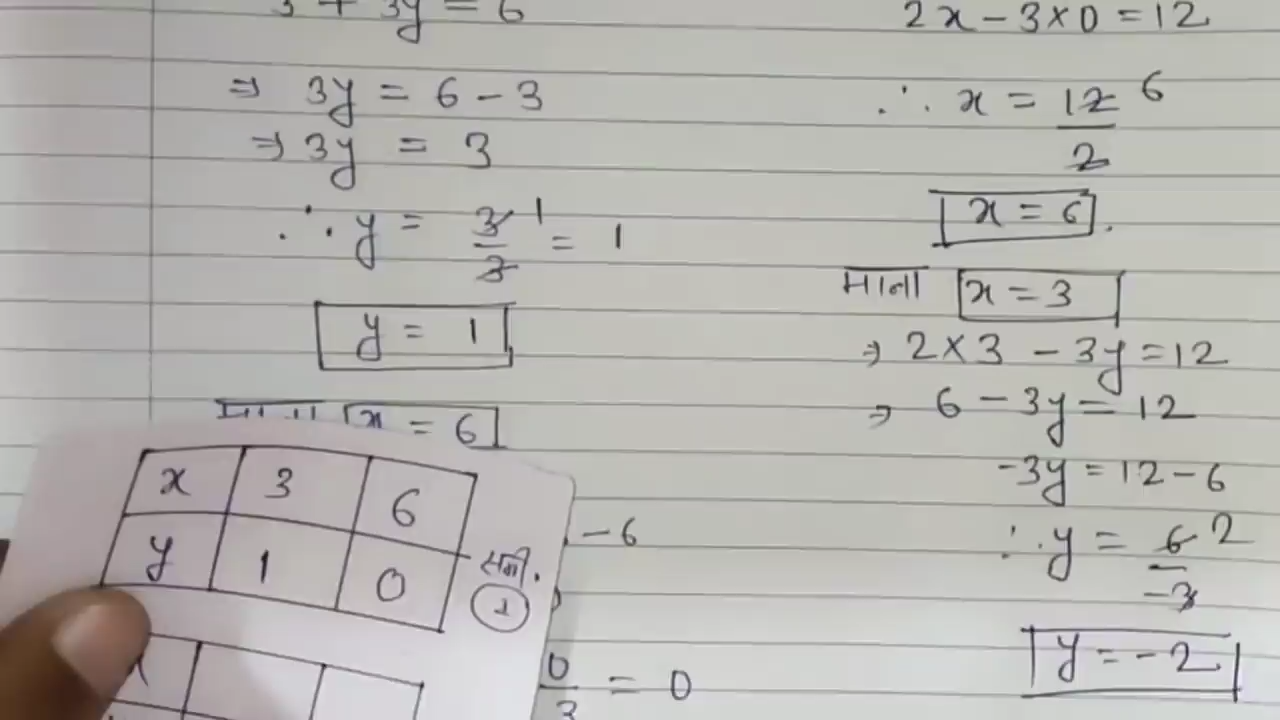 3 + 3y = 6
⇒ 3y = 6 - 3
⇒ 3y = 3
∴ y = 3/3 1 = 1
y = 1
x = 6
- 6
0/3 = 0
x 3 6
y 1 0
समी. 1
x
2x - 3×0 = 12
∴ x = 12/2 6
x = 6.
माना x = 3
⇒ 2×3 - 3y = 12
⇒ 6 - 3y = 12
-3y = 12 - 6
∴ y = 6/-3 2
y = -2